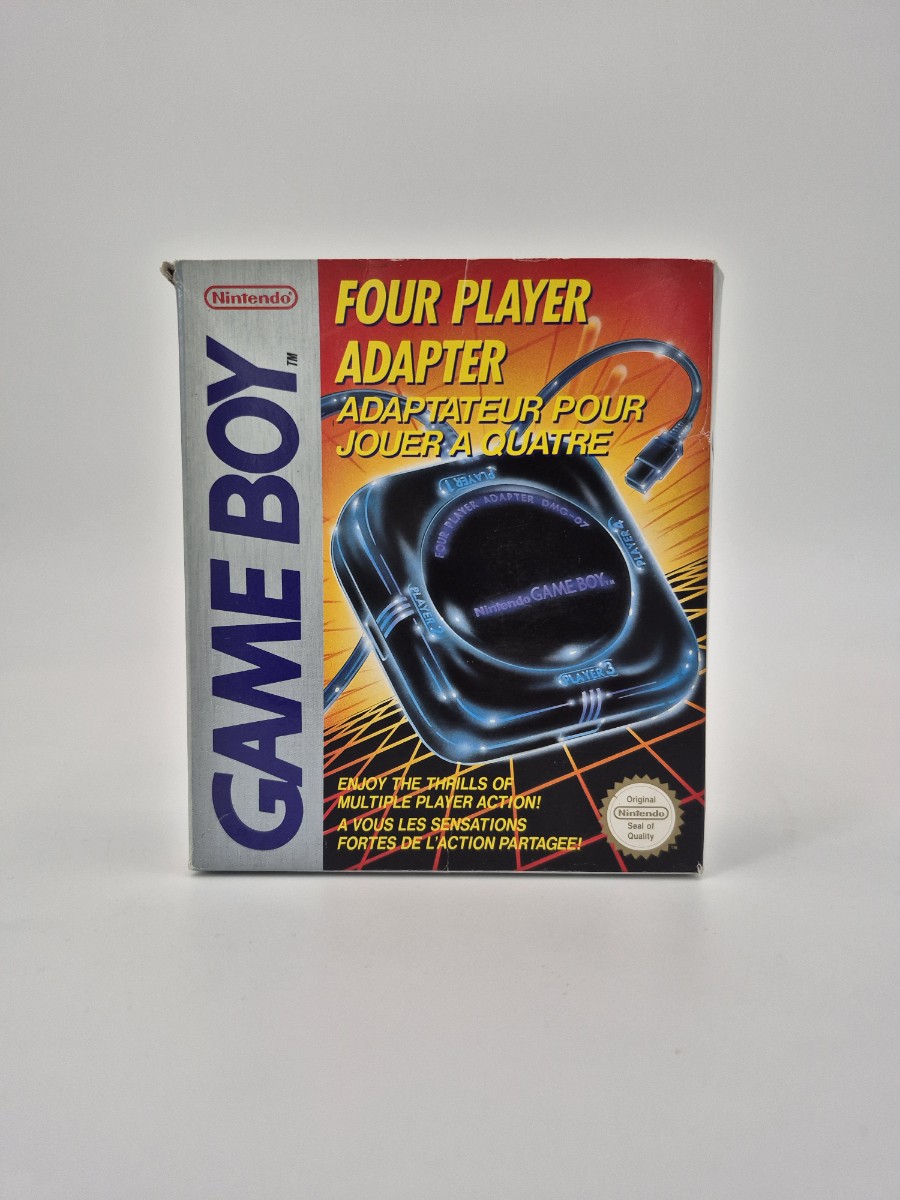 Nintendo®
GAME BOY™
FOUR PLAYER
ADAPTER
ADAPTATEUR POUR
JOUER A QUATRE
PLAYER 1
FOUR PLAYER ADAPTER DMG-07
PLAYER 4
Nintendo GAME BOY™
PLAYER
PLAYER 3
ENJOY THE THRILLS OF
MULTIPLE PLAYER ACTION!
A VOUS LES SENSATIONS
FORTES DE L'ACTION PARTAGEE!
Original
Nintendo
Seal of
Quality
TM